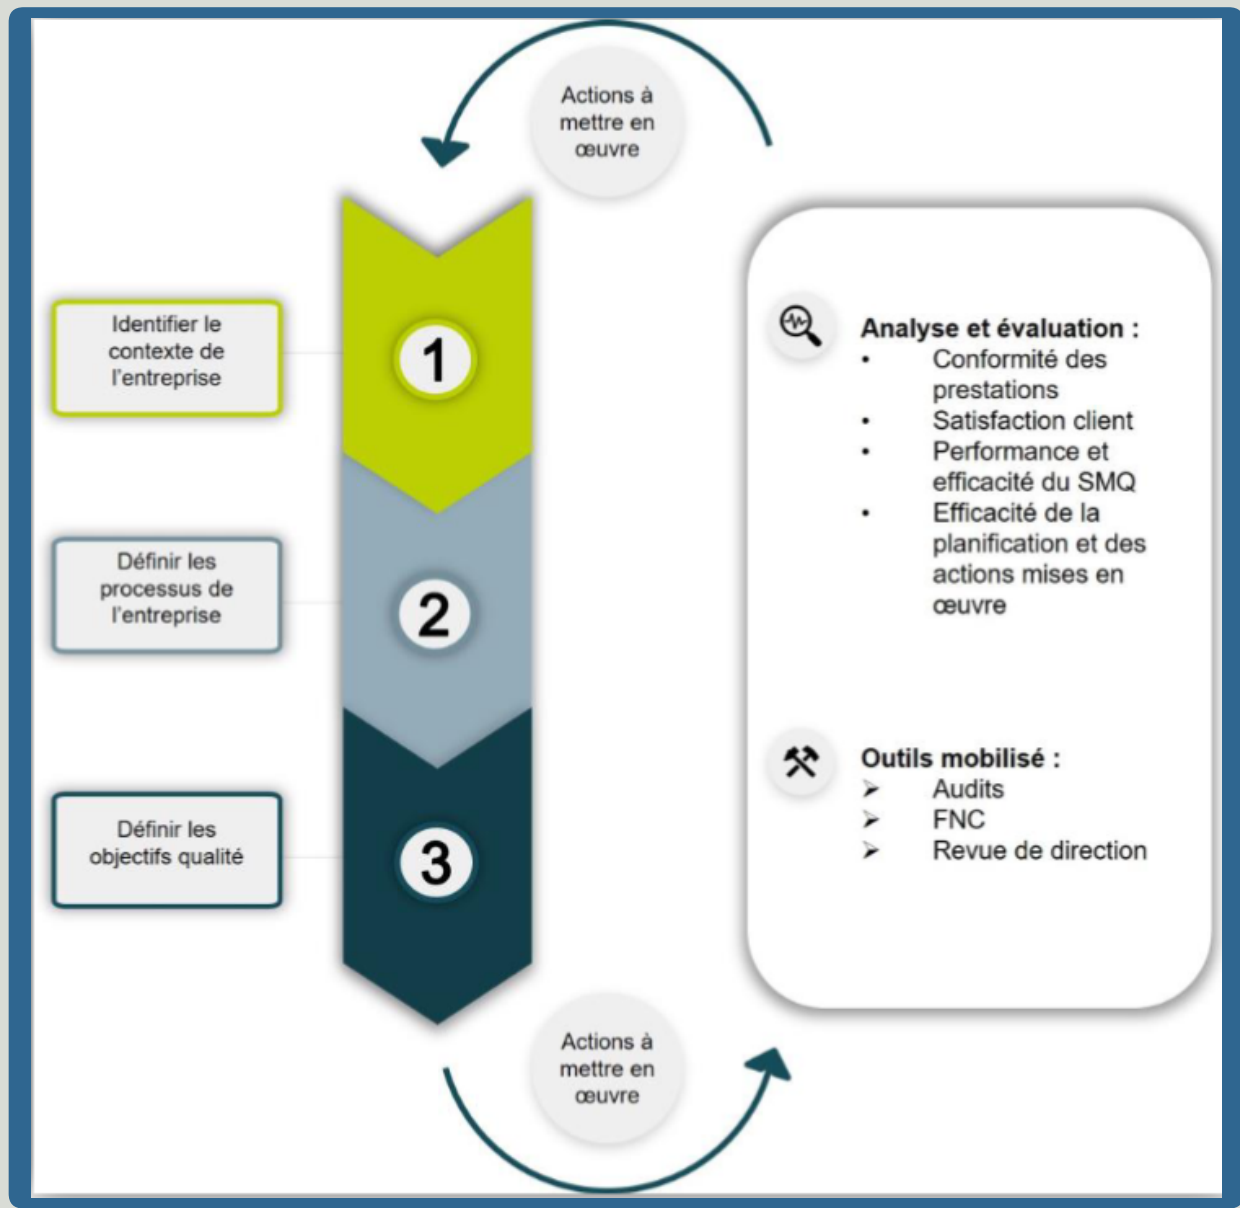 Actions à
mettre en
œuvre
Identifier le
contexte de
l'entreprise
1
Définir les
processus de
l'entreprise
2
Définir les
objectifs qualité
3
Analyse et évaluation :
• Conformité des
prestations
• Satisfaction client
• Performance et
efficacité du SMQ
• Efficacité de la
planification et des
actions mises en
œuvre
Outils mobilisé :
➢ Audits
➢ FNC
➢ Revue de direction
Actions à
mettre en
œuvre